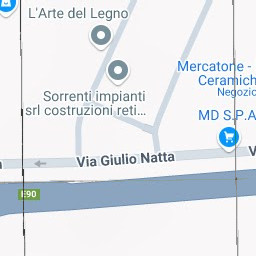 L'Arte del Legno
Mercatone -
Ceramich
Negozio
Sorrenti impianti
srl costruzioni reti...
MD S.P.A
Via Giulio Natta
E90